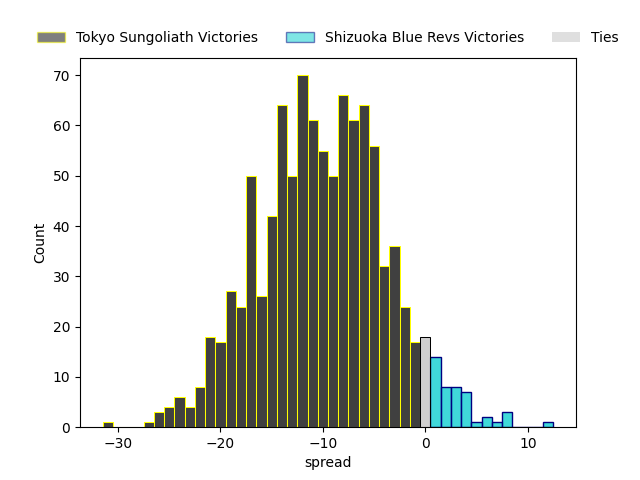 Tokyo Sungoliath Victories Shizuoka Blue Revs Victories Ties
70
60
50
40
30
20
10
0
Count
−30 −20 −10 0 10
spread